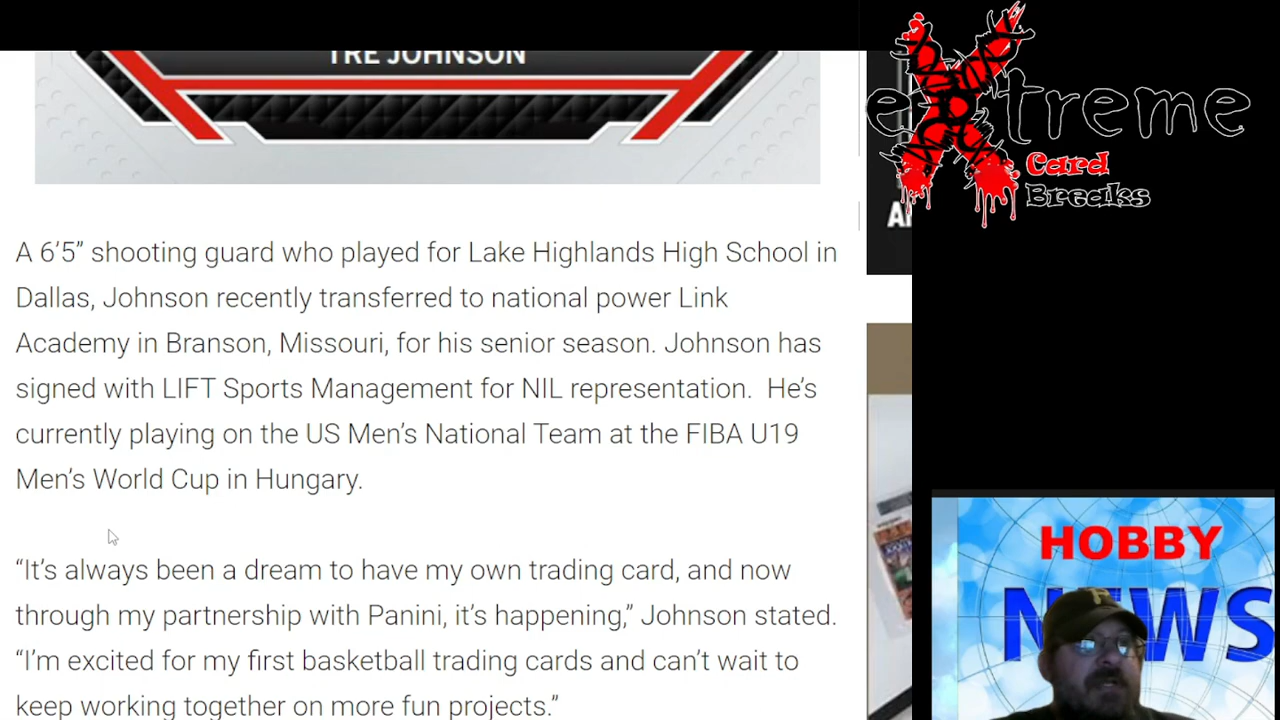 TRE JOHNSON
eXtreme
Card
Breaks
A 6’5” shooting guard who played for Lake Highlands High School in
Dallas, Johnson recently transferred to national power Link
Academy in Branson, Missouri, for his senior season. Johnson has
signed with LIFT Sports Management for NIL representation.  He’s
currently playing on the US Men’s National Team at the FIBA U19
Men’s World Cup in Hungary.
“It’s always been a dream to have my own trading card, and now
through my partnership with Panini, it’s happening,” Johnson stated.
“I’m excited for my first basketball trading cards and can’t wait to
keep working together on more fun projects.”
HOBBY
NEWS